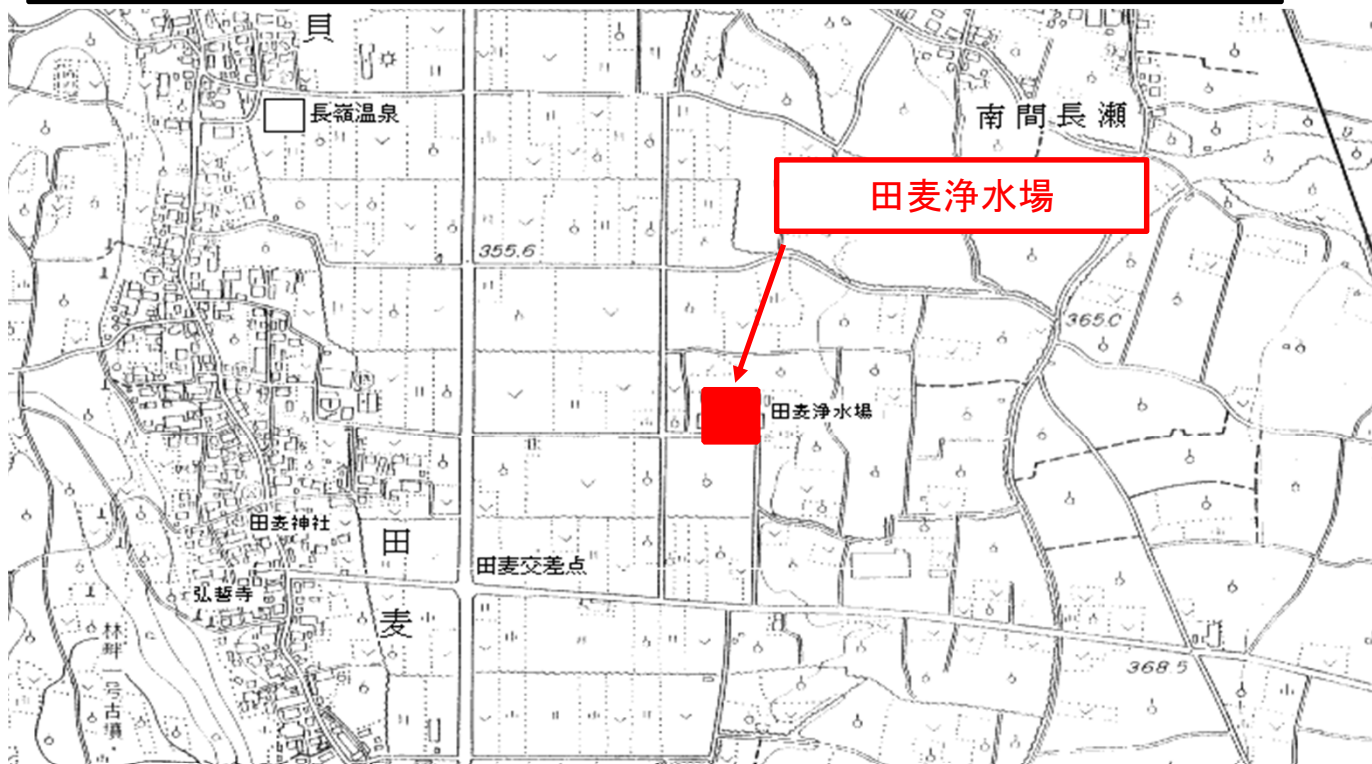 貝
長嶺温泉
南間長瀬
田麦浄水場
355.6
365.0
田麦浄水場
田麦神社
田麦
田麦交差点
弘誓寺
林畔一号古墳
368.5